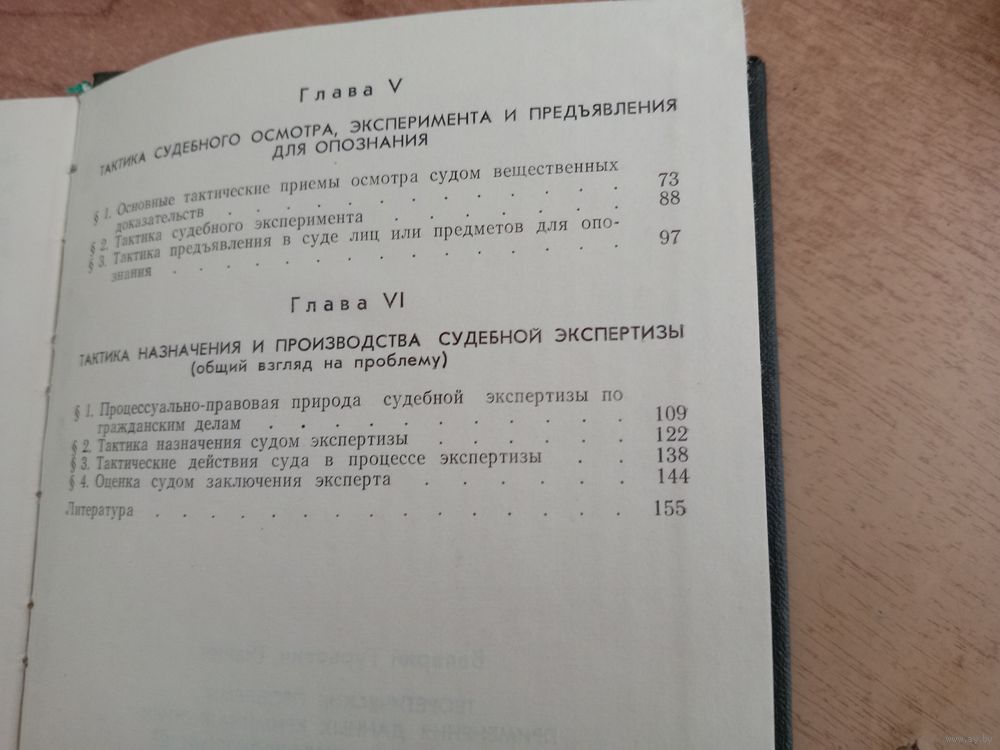 Глава V
ТАКТИКА СУДЕБНОГО ОСМОТРА, ЭКСПЕРИМЕНТА И ПРЕДЪЯВЛЕНИЯ
ДЛЯ ОПОЗНАНИЯ
§ 1. Основные тактические приемы осмотра судом вещественных
доказательств . . . . . . . . . . . . . . 73
§ 2. Тактика судебного эксперимента . . . . . . . . 88
§ 3. Тактика предъявления в суде лиц или предметов для опо-
знания . . . . . . . . . . . . . . . . 97
Глава VI
ТАКТИКА НАЗНАЧЕНИЯ И ПРОИЗВОДСТВА СУДЕБНОЙ ЭКСПЕРТИЗЫ
(общий взгляд на проблему)
§ 1. Процессуально-правовая природа судебной экспертизы по
гражданским делам . . . . . . . . . . . . 109
§ 2. Тактика назначения судом экспертизы . . . . . . 122
§ 3. Тактические действия суда в процессе экспертизы . . 138
§ 4. Оценка судом заключения эксперта . . . . . . 144
Литература . . . . . . . . . . . . . . . . 155
www.ay.by